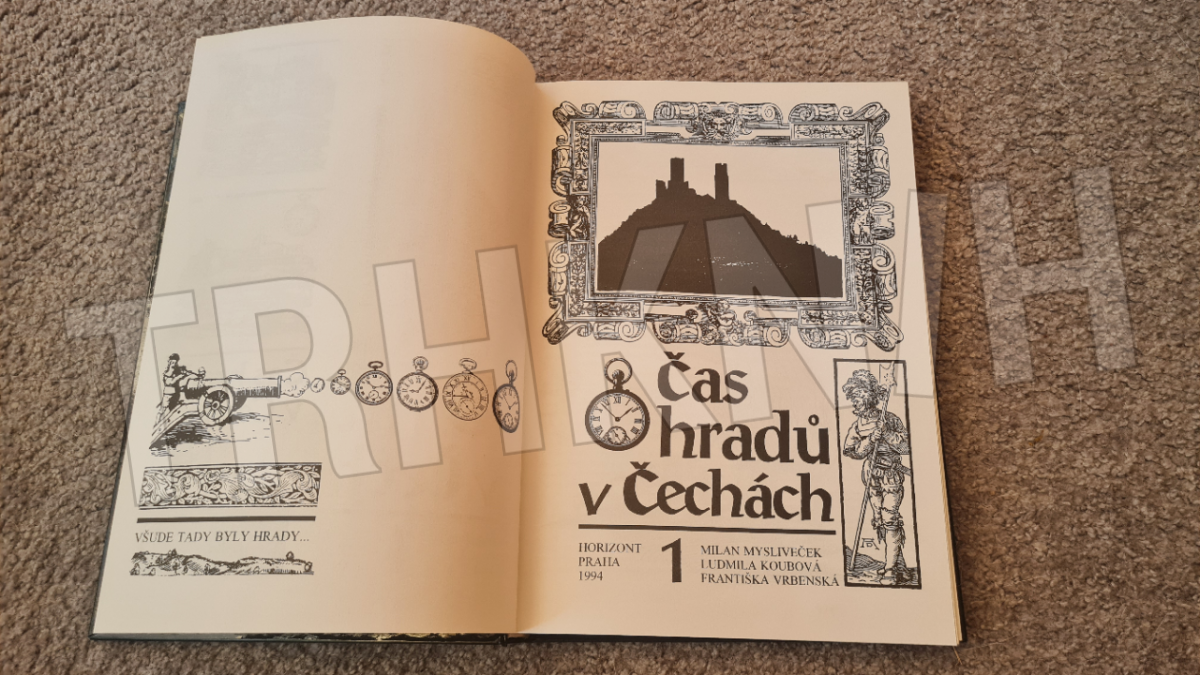 VŠUDE TADY BYLY HRADY...
čas
hradů
v Čechách
HORIZONT
PRAHA
1994
1
MILAN MYSLIVEČEK
LUDMILA KOUBOVÁ
FRANTIŠKA VRBENSKÁ
TRHKNIH